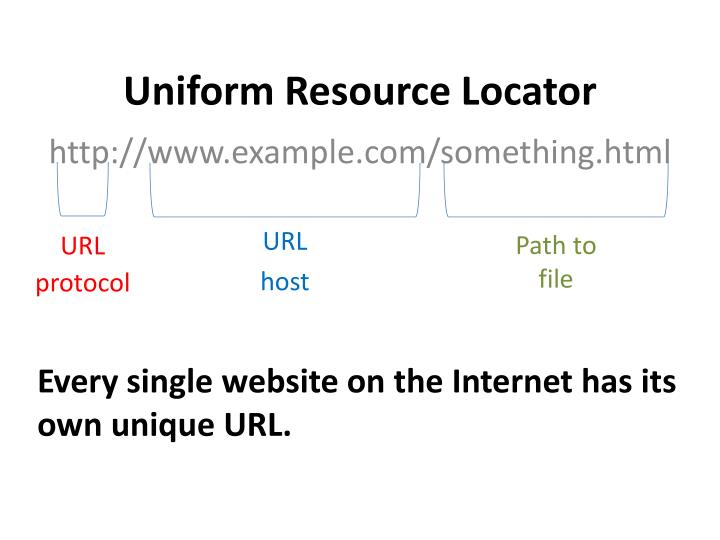 Uniform Resource Locator
http://www.example.com/something.html
URL
protocol
URL
host
Path to
file
Every single website on the Internet has its
own unique URL.